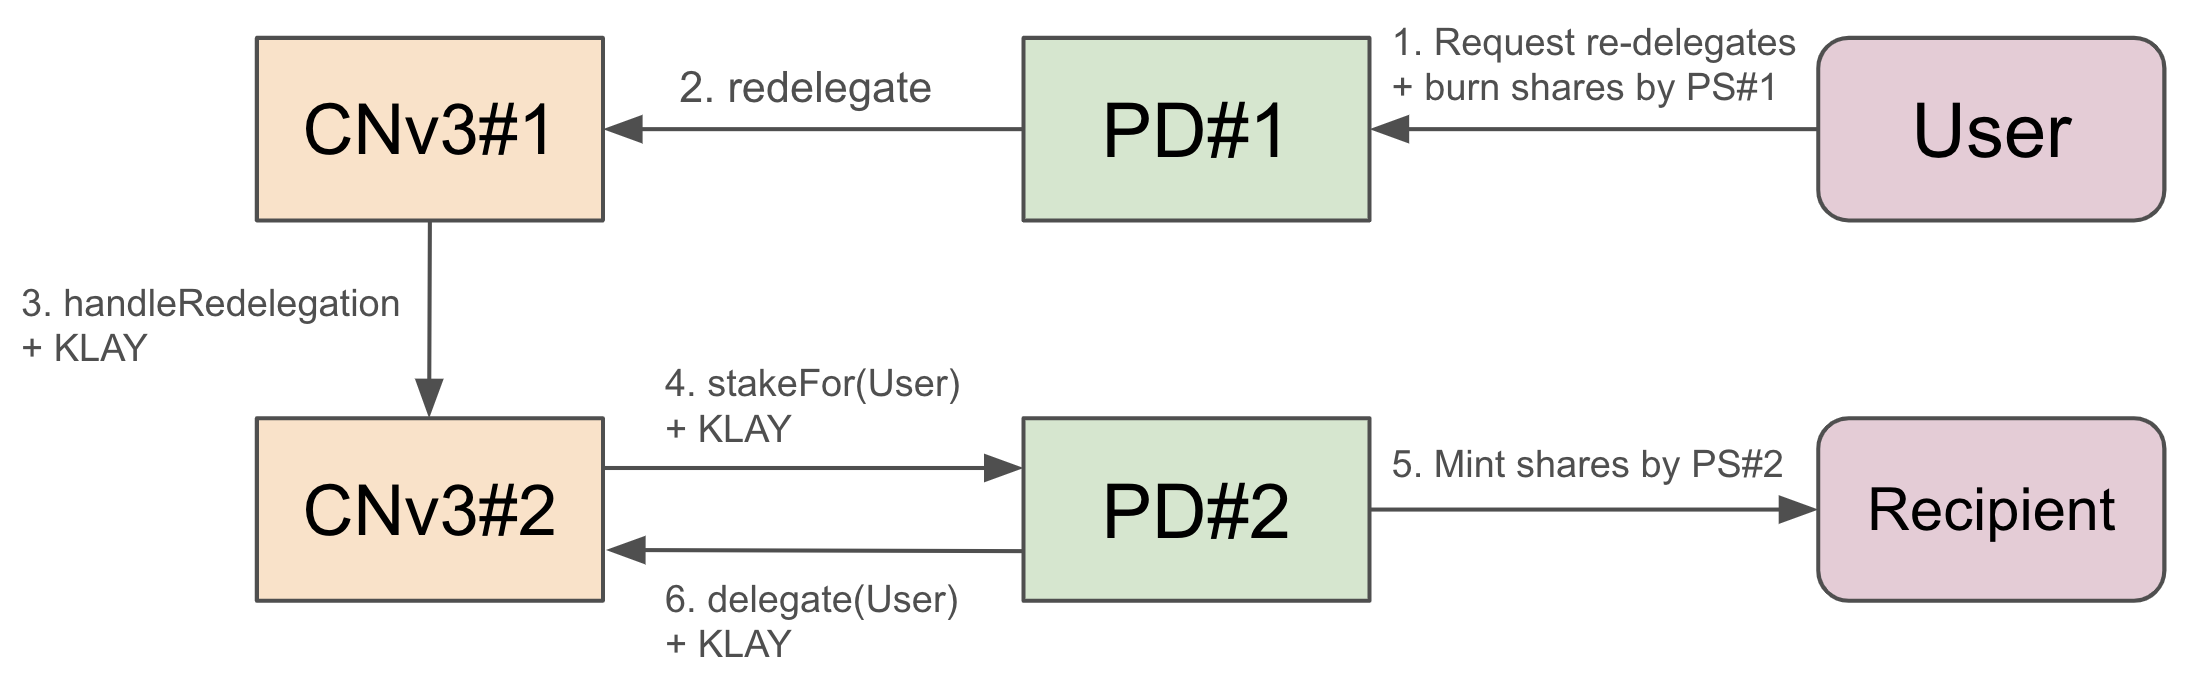 1. Request re-delegates
+ burn shares by PS#1
2. redelegate
CNv3#1
PD#1
User
3. handleRedelegation
+ KLAY
4. stakeFor(User)
+ KLAY
5. Mint shares by PS#2
CNv3#2
PD#2
Recipient
6. delegate(User)
+ KLAY